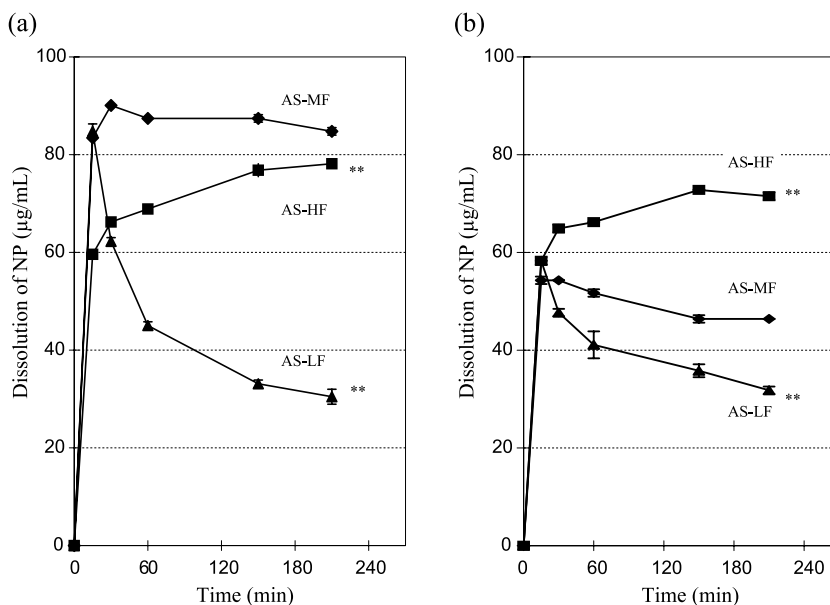 (a)
Dissolution of NP (µg/mL)
100
80
60
40
20
0
AS-MF
**
AS-HF
AS-LF
**
0 60 120 180 240
Time (min)
(b)
Dissolution of NP (µg/mL)
100
80
60
40
20
0
AS-HF
**
AS-MF
**
AS-LF
0 60 120 180 240
Time (min)